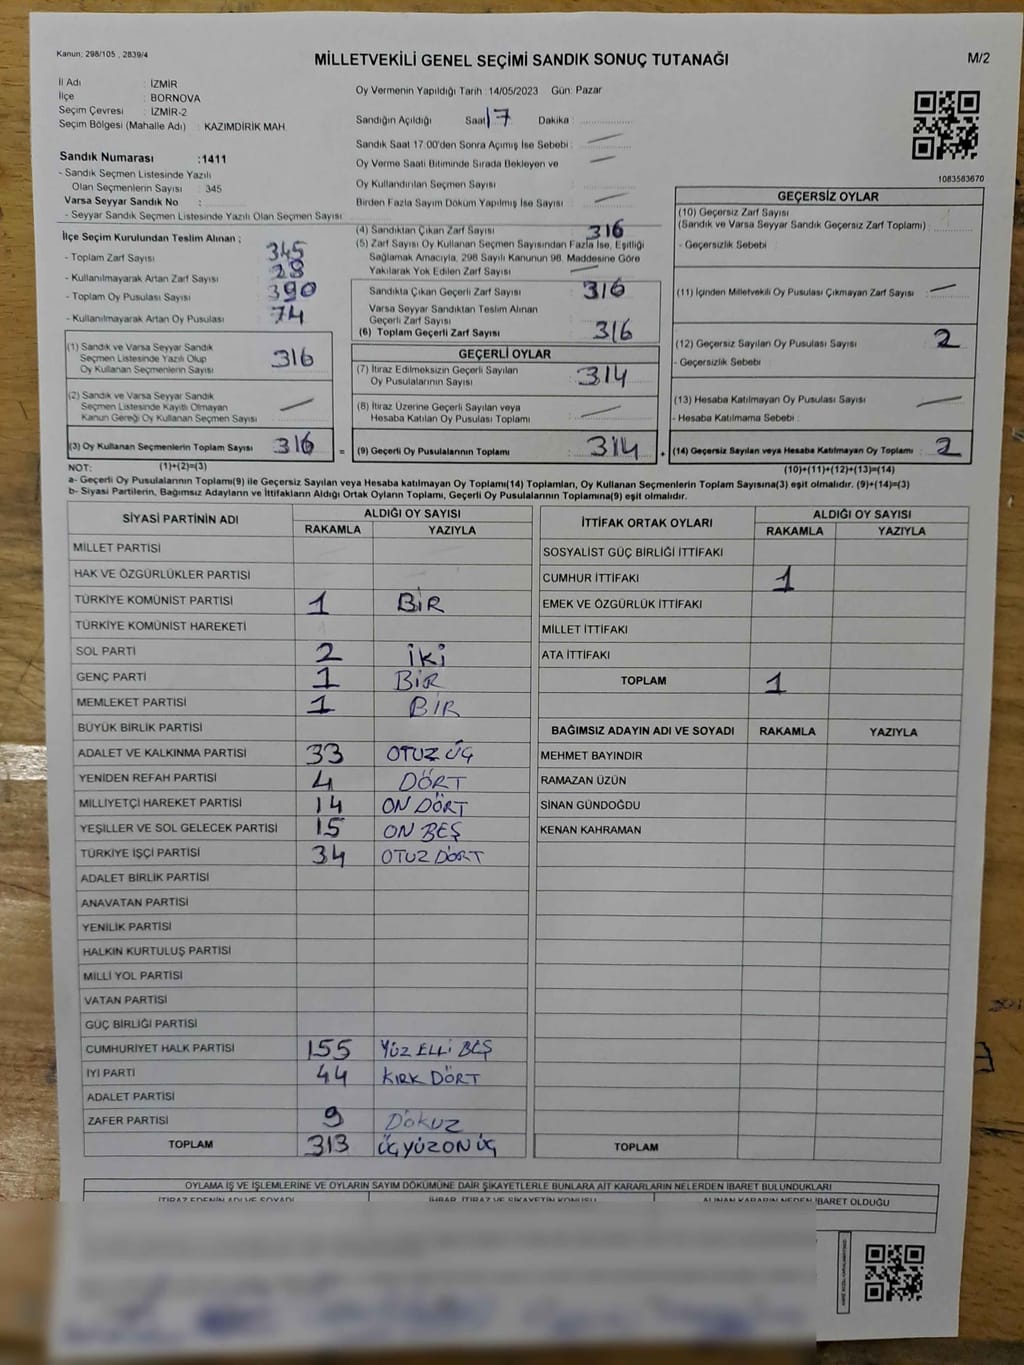 Kanun: 298/105 , 2839/4
MİLLETVEKİLİ GENEL SEÇİMİ SANDIK SONUÇ TUTANAĞI
M/2
İl Adı : İZMİR
İlçe : BORNOVA
Seçim Çevresi : İZMİR-2
Seçim Bölgesi (Mahalle Adı) : KAZIMDİRİK MAH.
Oy Vermenin Yapıldığı Tarih :14/05/2023 Gün: Pazar
Sandığın Açıldığı Saat 17 Dakika :
Sandık Saat 17.00'den Sonra Açımış İse Sebebi : —
Oy Verme Saati Bitiminde Sırada Bekleyen ve —
Oy Kullandırılan Seçmen Sayısı :
Birden Fazla Sayım Döküm Yapılmış İse Sayısı : —
Sandık Numarası :1411
- Sandık Seçmen Listesinde Yazılı
Olan Seçmenlerin Sayısı : 345
Varsa Seyyar Sandık No :
- Seyyar Sandık Seçmen Listesinde Yazılı Olan Seçmen Sayısı :
1083583670
İlçe Seçim Kurulundan Teslim Alınan ;
- Toplam Zarf Sayısı : 345
- Kullanılmayarak Artan Zarf Sayısı : 28
- Toplam Oy Pusulası Sayısı : 390
- Kullanılmayarak Artan Oy Pusulası : 74
(1) Sandık ve Varsa Seyyar Sandık
Seçmen Listesinde Yazılı Olup
Oy Kullanan Seçmenlerin Sayısı : 316
(2) Sandık ve Varsa Seyyar Sandık
Seçmen Listesinde Kayıtlı Olmayan
Kanun Gereği Oy Kullanan Seçmen Sayısı : —
(3) Oy Kullanan Seçmenlerin Toplam Sayısı : 316
(4) Sandıktan Çıkan Zarf Sayısı : 316
(5) Zarf Sayısı Oy Kullanan Seçmen Sayısından Fazla İse, Eşitliği
Sağlamak Amacıyla, 298 Sayılı Kanunun 98. Maddesine Göre
Yakılarak Yok Edilen Zarf Sayısı : —
Sandıkta Çıkan Geçerli Zarf Sayısı : 316
Varsa Seyyar Sandıktan Teslim Alınan
Geçerli Zarf Sayısı :
(6) Toplam Geçerli Zarf Sayısı : 316
GEÇERLİ OYLAR
(7) İtiraz Edilmeksizin Geçerli Sayılan
Oy Pusulalarının Sayısı : 314
(8) İtiraz Üzerine Geçerli Sayılan veya
Hesaba Katılan Oy Pusulası Toplamı : —
= (9) Geçerli Oy Pusulalarının Toplamı : 314
GEÇERSİZ OYLAR
(10) Geçersiz Zarf Sayısı
(Sandık ve Varsa Seyyar Sandık Geçersiz Zarf Toplamı) :
- Geçersizlik Sebebi :
(11) İçinden Milletvekili Oy Pusulası Çıkmayan Zarf Sayısı : —
(12) Geçersiz Sayılan Oy Pusulası Sayısı : 2
- Geçersizlik Sebebi :
(13) Hesaba Katılmayan Oy Pusulası Sayısı : —
- Hesaba Katılmama Sebebi :
+ (14) Geçersiz Sayılan veya Hesaba Katılmayan Oy Toplamı : 2
NOT: (1)+(2)=(3) (10)+(11)+(12)+(13)=(14)
a- Geçerli Oy Pusulalarının Toplamı(9) ile Geçersiz Sayılan veya Hesaba katılmayan Oy Toplamı(14) Toplamları, Oy Kullanan Seçmenlerin Toplam Sayısına(3) eşit olmalıdır. (9)+(14)=(3)
b- Siyasi Partilerin, Bağımsız Adayların ve İttifakların Aldığı Ortak Oyların Toplamı, Geçerli Oy Pusulalarının Toplamına(9) eşit olmalıdır.
SİYASİ PARTİNİN ADI ALDIĞI OY SAYISI
RAKAMLA YAZIYLA
MİLLET PARTİSİ
HAK VE ÖZGÜRLÜKLER PARTİSİ
TÜRKİYE KOMÜNİST PARTİSİ 1 BİR
TÜRKİYE KOMÜNİST HAREKETİ
SOL PARTİ 2 İKİ
GENÇ PARTİ 1 BİR
MEMLEKET PARTİSİ 1 BİR
BÜYÜK BİRLİK PARTİSİ
ADALET VE KALKINMA PARTİSİ 33 OTUZ ÜÇ
YENİDEN REFAH PARTİSİ 4 DÖRT
MİLLİYETÇİ HAREKET PARTİSİ 14 ON DÖRT
YEŞİLLER VE SOL GELECEK PARTİSİ 15 ON BEŞ
TÜRKİYE İŞÇİ PARTİSİ 34 OTUZ DÖRT
ADALET BİRLİK PARTİSİ
ANAVATAN PARTİSİ
YENİLİK PARTİSİ
HALKIN KURTULUŞ PARTİSİ
MİLLİ YOL PARTİSİ
VATAN PARTİSİ
GÜÇ BİRLİĞİ PARTİSİ
CUMHURİYET HALK PARTİSİ 155 YÜZ ELLİ BEŞ
İYİ PARTİ 44 KIRK DÖRT
ADALET PARTİSİ
ZAFER PARTİSİ 9 DOKUZ
TOPLAM 313 ÜÇYÜZON ÜÇ
İTTİFAK ORTAK OYLARI ALDIĞI OY SAYISI
RAKAMLA YAZIYLA
SOSYALİST GÜÇ BİRLİĞİ İTTİFAKI
CUMHUR İTTİFAKI 1
EMEK VE ÖZGÜRLÜK İTTİFAKI
MİLLET İTTİFAKI
ATA İTTİFAKI
TOPLAM 1
BAĞIMSIZ ADAYIN ADI VE SOYADI RAKAMLA YAZIYLA
MEHMET BAYINDIR
RAMAZAN ÜZÜN
SİNAN GÜNDOĞDU
KENAN KAHRAMAN
TOPLAM
OYLAMA İŞ VE İŞLEMLERİNE VE OYLARIN SAYIM DÖKÜMÜNE DAİR ŞİKAYETLERLE BUNLARA AİT KARARLARIN NELERDEN İBARET BULUNDUKLARI
İTİRAZ EDENİN ADI VE SOYADI İHBAR, İTİRAZ VE ŞİKAYETİN KONUSU ALINAN KARARIN NEDEN İBARET OLDUĞU